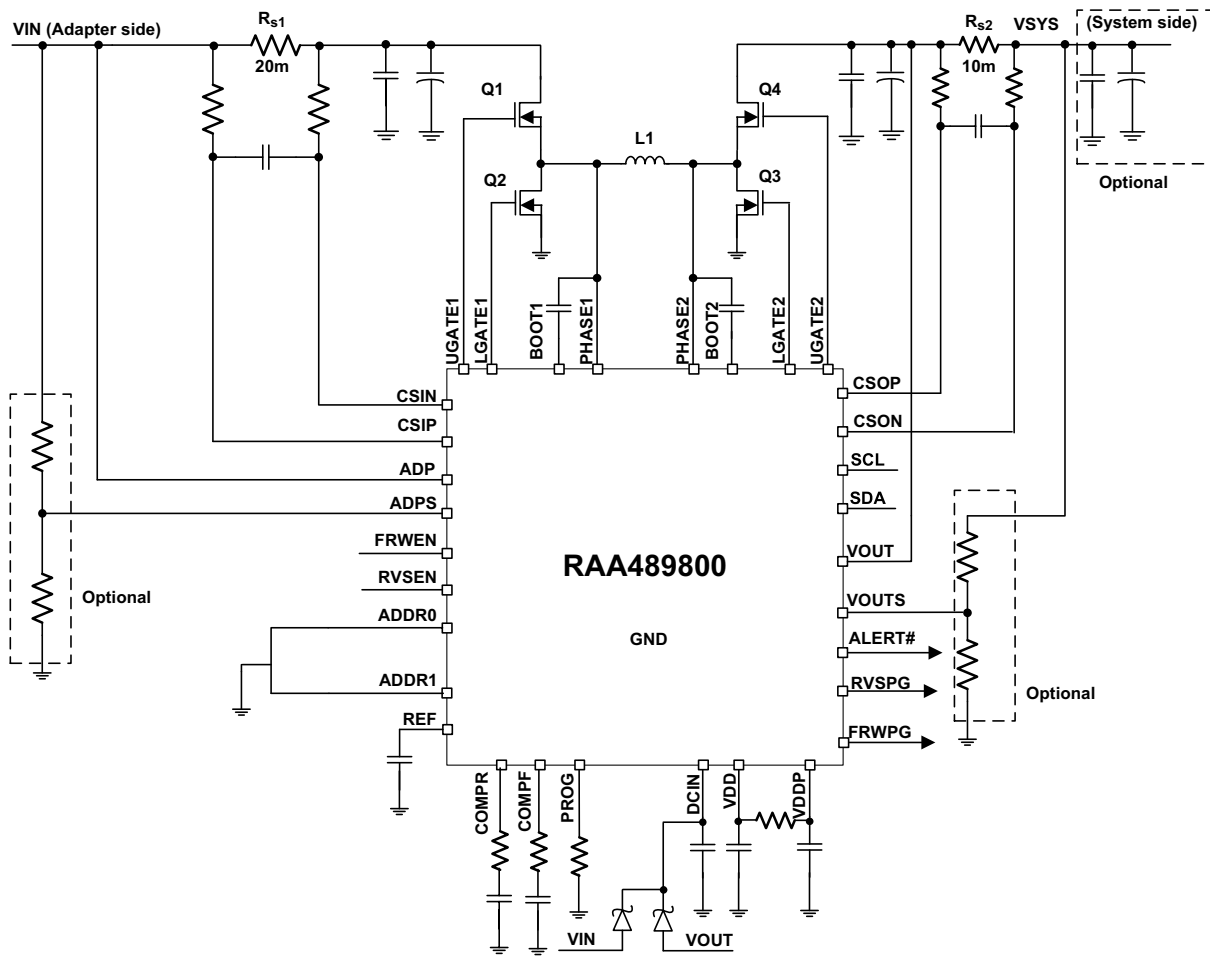 VIN (Adapter side)
Rs1
20m
Rs2
10m
VSYS
(System side)
Q1
Q4
L1
Q2
Q3
Optional
UGATE1
LGATE1
BOOT1
PHASE1
PHASE2
BOOT2
LGATE2
UGATE2
CSIN
CSIP
ADP
ADPS
FRWEN
RVSEN
ADDR0
ADDR1
REF
Optional
RAA489800
GND
CSOP
CSON
SCL
SDA
VOUT
VOUTS
ALERT#
RVSPG
FRWPG
Optional
COMPR
COMPF
PROG
DCIN
VDD
VDDP
VIN
VOUT